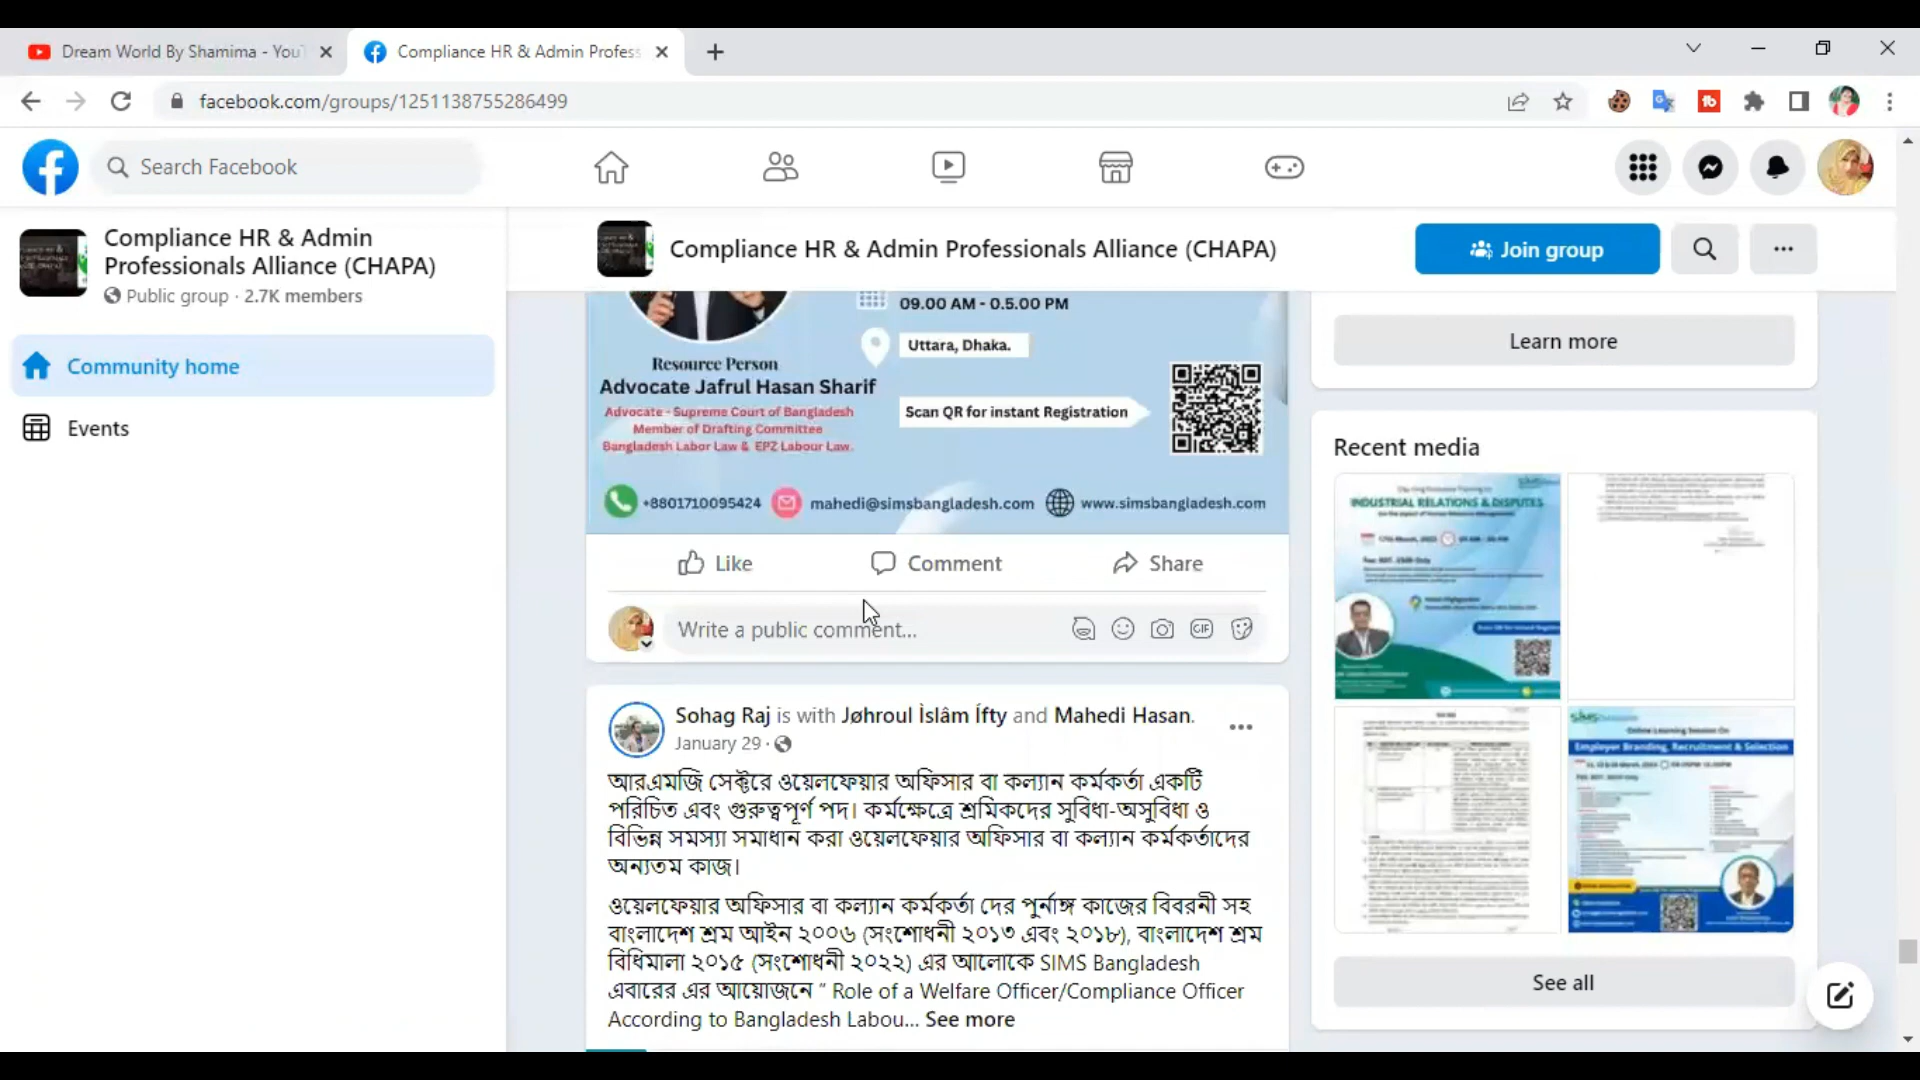 Dream World By Shamima - You
Compliance HR & Admin Profess
facebook.com/groups/1251138755286499
Search Facebook
Compliance HR & Admin
Professionals Alliance (CHAPA)
Public group · 2.7K members
Community home
Events
Compliance HR & Admin Professionals Alliance (CHAPA)
Join group
09.00 AM - 0.5.00 PM
Uttara, Dhaka.
Resource Person
Advocate Jafrul Hasan Sharif
Advocate - Supreme Court of Bangladesh
Member of Drafting Committee
Bangladesh Labor Law & EPZ Labour Law.
Scan QR for instant Registration
+8801710095424
mahedi@simsbangladesh.com
www.simsbangladesh.com
Like
Comment
Share
Write a public comment...
GIF
Sohag Raj is with Jøhroul Ìslâm Ífty and Mahedi Hasan.
January 29 ·
আরএমজি সেক্টরে ওয়েলফেয়ার অফিসার বা কল্যান কর্মকর্তা একটি
পরিচিত এবং গুরুত্বপূর্ণ পদ। কর্মক্ষেত্রে শ্রমিকদের সুবিধা-অসুবিধা ও
বিভিন্ন সমস্যা সমাধান করা ওয়েলফেয়ার অফিসার বা কল্যান কর্মকর্তাদের
অন্যতম কাজ।
ওয়েলফেয়ার অফিসার বা কল্যান কর্মকর্তা দের পুর্নাঙ্গ কাজের বিবরনী সহ
বাংলাদেশ শ্রম আইন ২০০৬ (সংশোধনী ২০১৩ এবং ২০১৮), বাংলাদেশ শ্রম
বিধিমালা ২০১৫ (সংশোধনী ২০২২) এর আলোকে SIMS Bangladesh
এবারের এর আয়োজনে “ Role of a Welfare Officer/Compliance Officer
According to Bangladesh Labou... See more
Learn more
Recent media
INDUSTRIAL RELATIONS & DISPUTES
Online Learning Session On
Employer Branding, Recruitment & Selection
See all